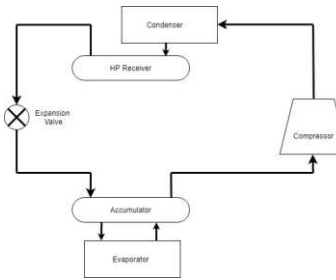 Condenser
HP Receiver
Expansion
Valve
Compressor
Accumulator
Evaporator